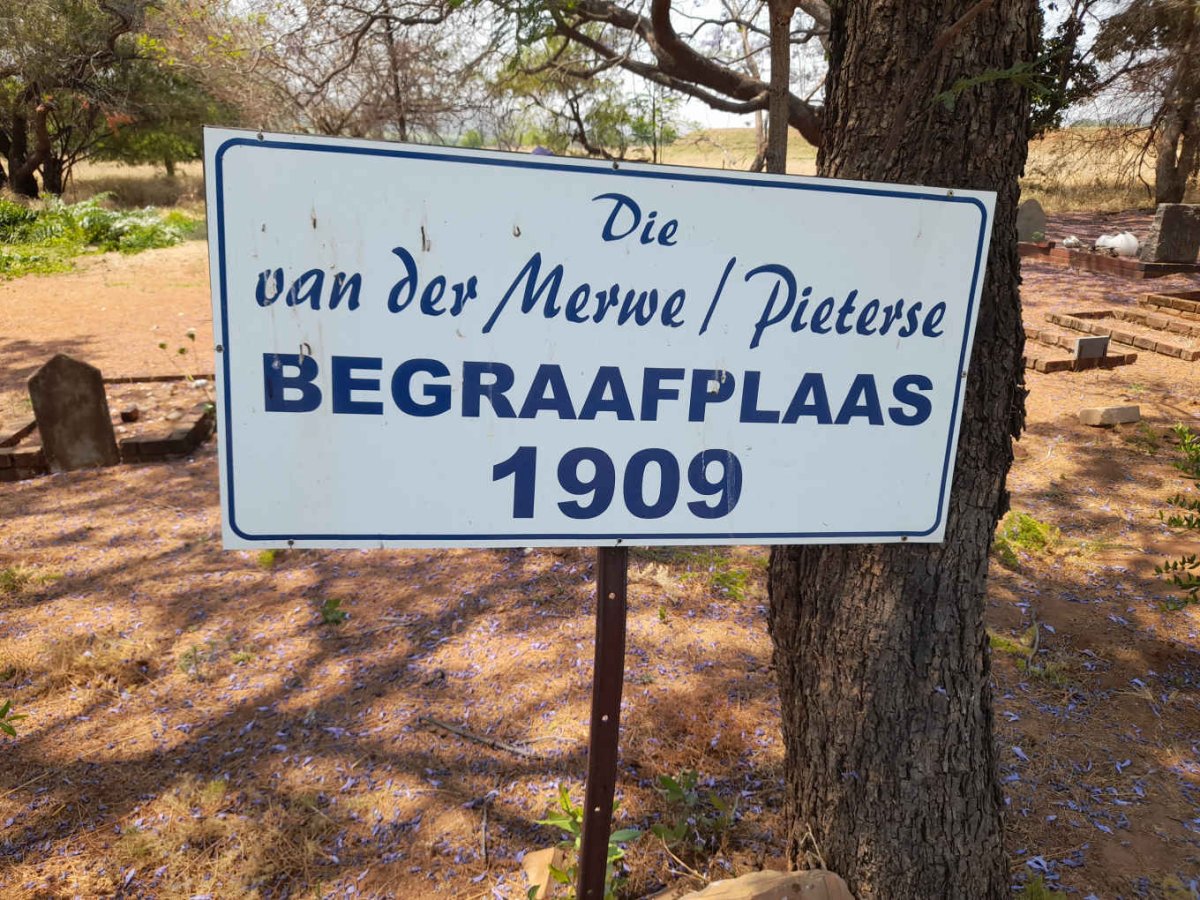 Die
van der Merwe / Pieterse
BEGRAAFPLAAS
1909